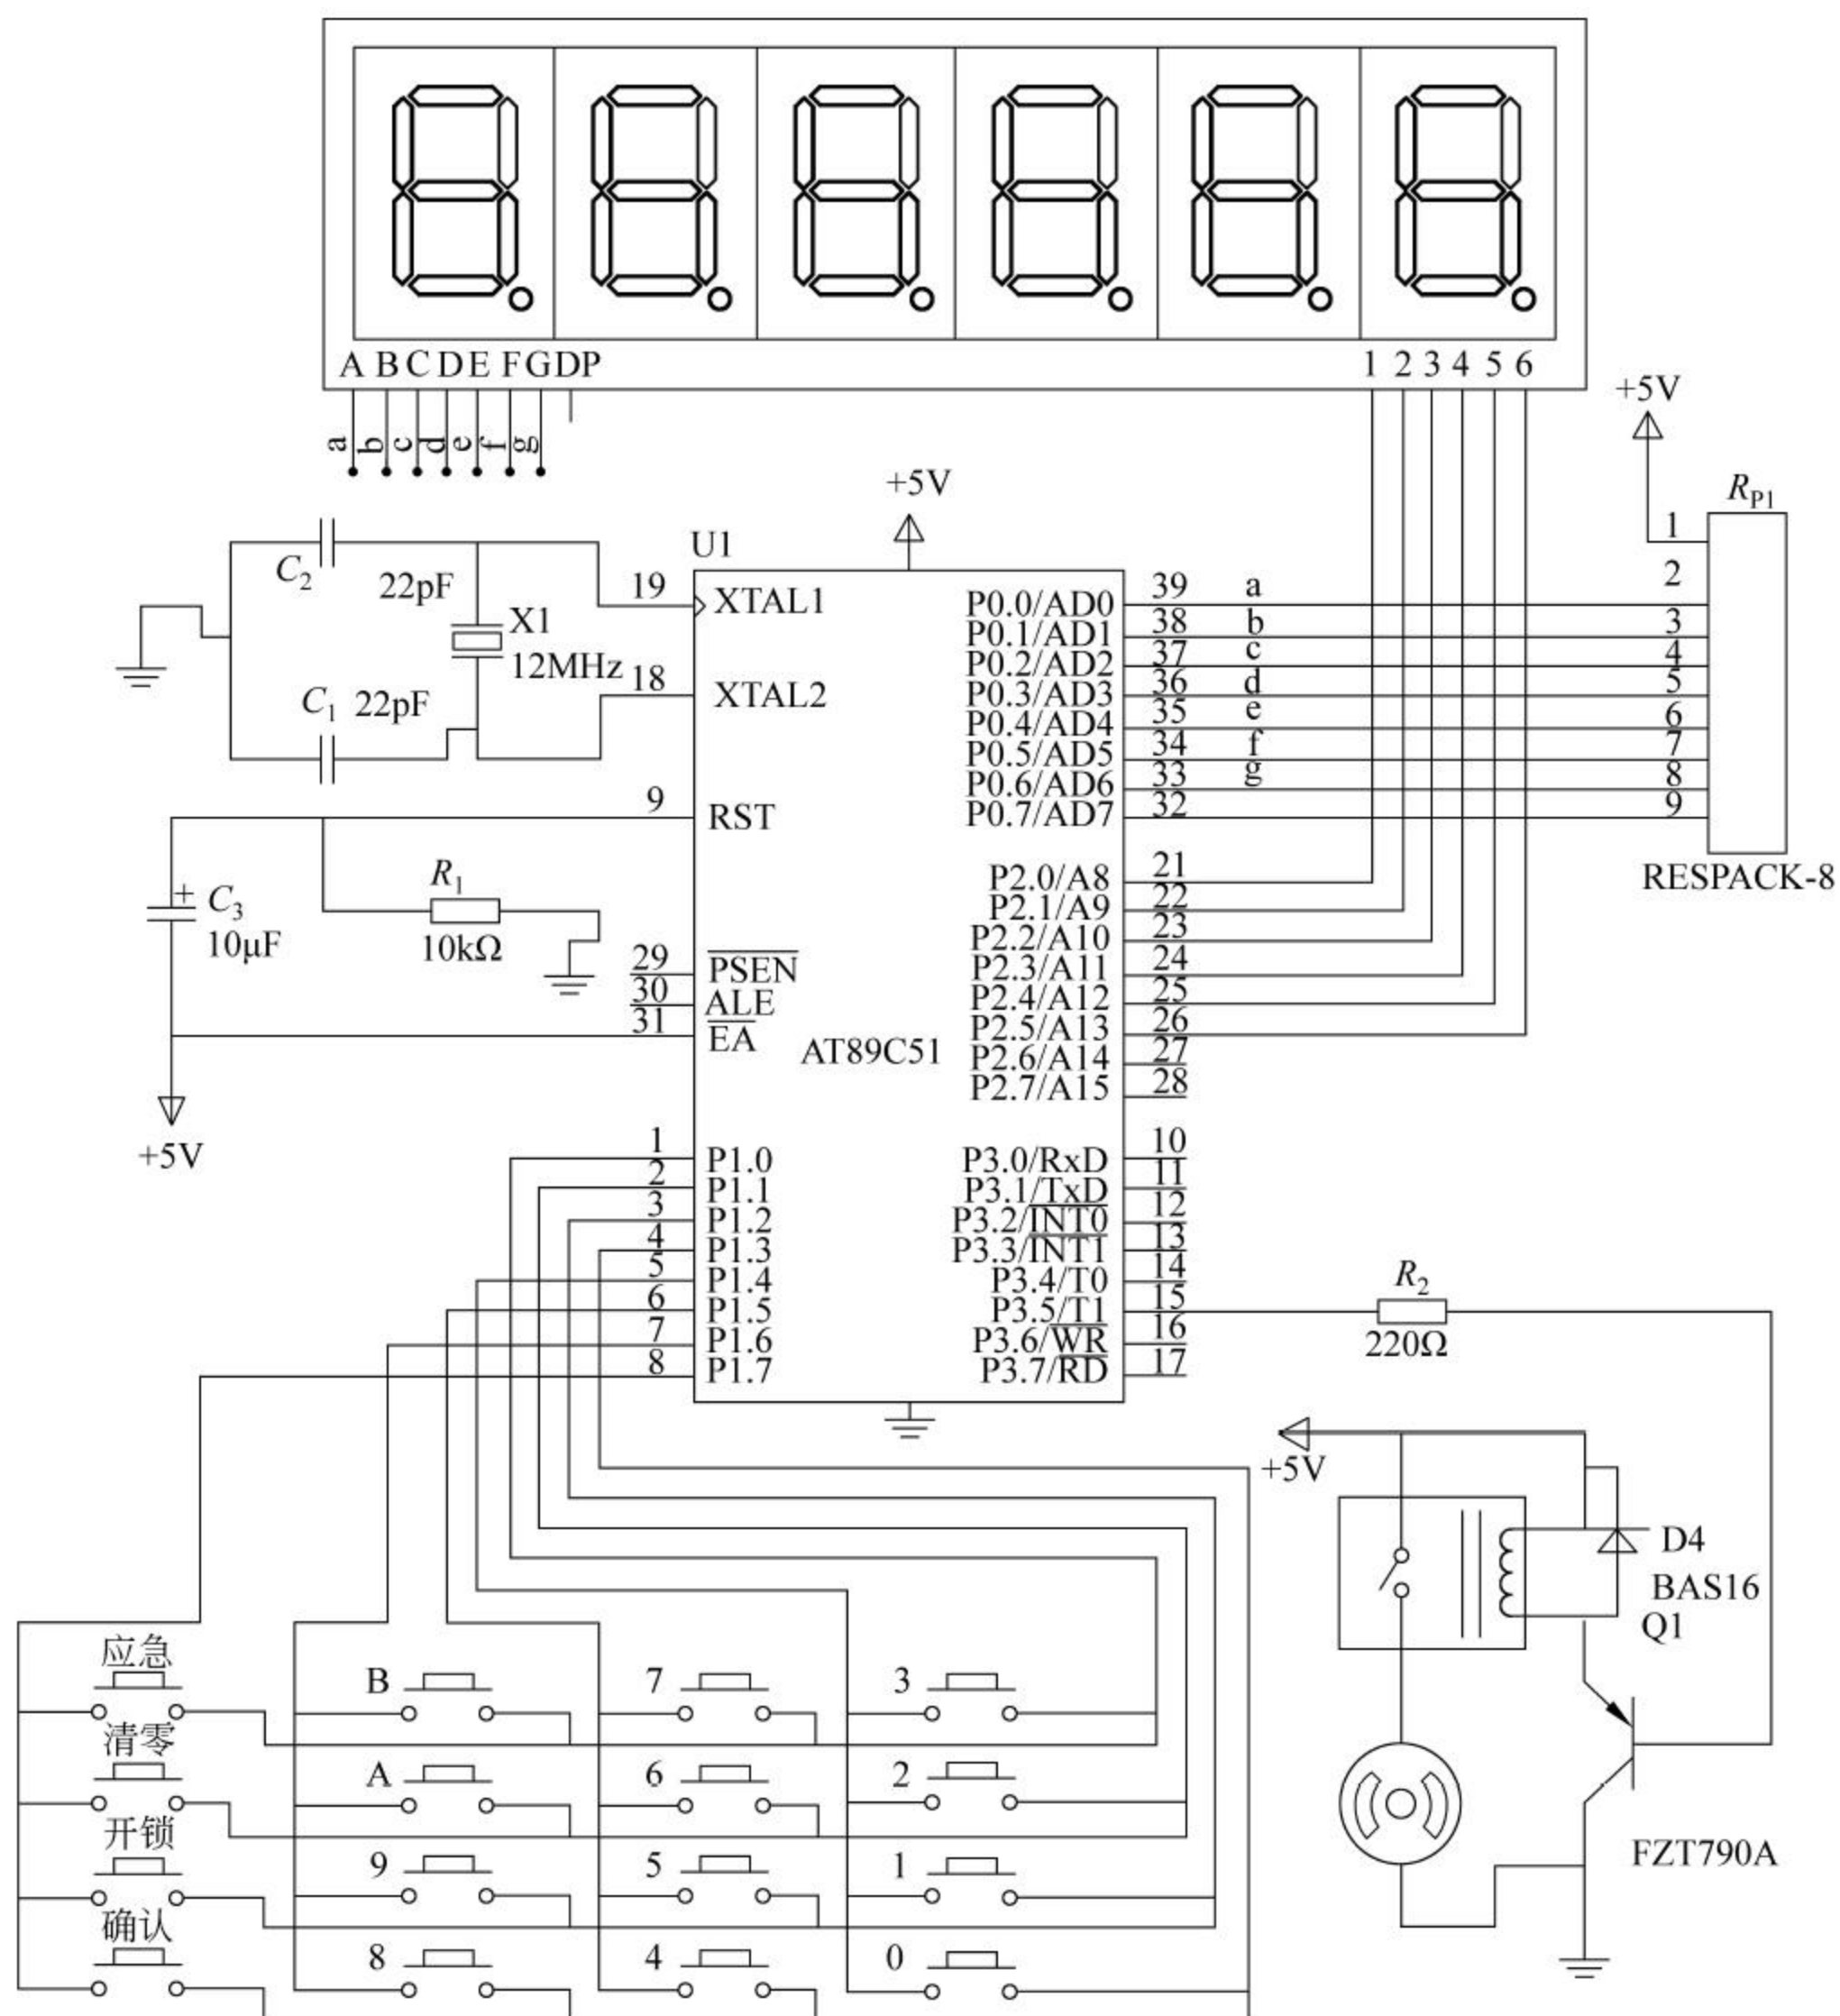 A B C D E F G DP
1 2 3 4 5 6
a
b
c
d
e
f
g
+5V
R_P1
1
2
3
4
5
6
7
8
9
RESPACK-8
+5V
U1
C₂
22pF
X1
12MHz
C₁ 22pF
19 XTAL1
18 XTAL2
9 RST
C₃
10μF
+
R₁
10kΩ
29 PSEN
30 ALE
31 EA
+5V
AT89C51
P0.0/AD0 39 a
P0.1/AD1 38 b
P0.2/AD2 37 c
P0.3/AD3 36 d
P0.4/AD4 35 e
P0.5/AD5 34 f
P0.6/AD6 33 g
P0.7/AD7 32
P2.0/A8 21
P2.1/A9 22
P2.2/A10 23
P2.3/A11 24
P2.4/A12 25
P2.5/A13 26
P2.6/A14 27
P2.7/A15 28
1 P1.0
2 P1.1
3 P1.2
4 P1.3
5 P1.4
6 P1.5
7 P1.6
8 P1.7
P3.0/RxD 10
P3.1/TxD 11
P3.2/INT0 12
P3.3/INT1 13
P3.4/T0 14
P3.5/T1 15
P3.6/WR 16
P3.7/RD 17
R₂
220Ω
+5V
D4
BAS16
Q1
FZT790A
应急
B 7 3
清零
A 6 2
开锁
9 5 1
确认
8 4 0